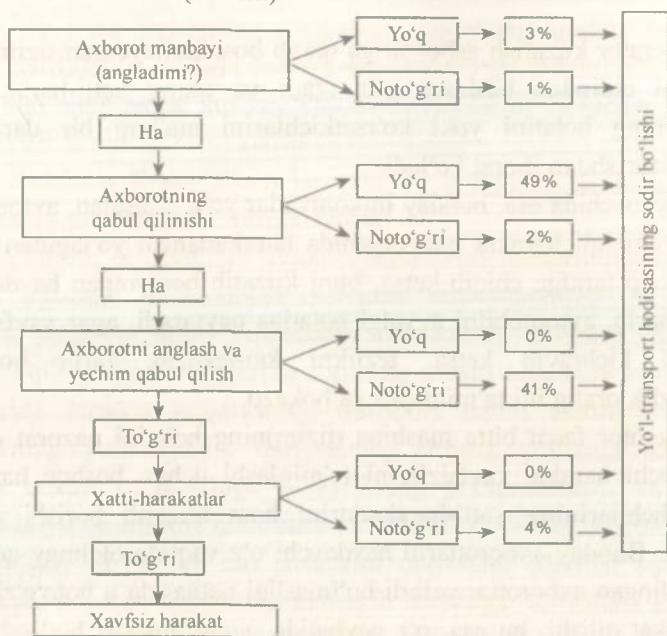 Axborot manbayi
(angladimi?)
Yo'q
3%
Noto'g'ri
1%
Ha
Axborotning
qabul qilinishi
Yo'q
49%
Noto'g'ri
2%
Ha
Axborotni anglash va
yechim qabul qilish
Yo'q
0%
Noto'g'ri
41%
To'g'ri
Xatti-harakatlar
Yo'q
0%
Noto'g'ri
4%
To'g'ri
Xavfsiz harakat
Yo'l-transport hodisasining sodir bo'lishi